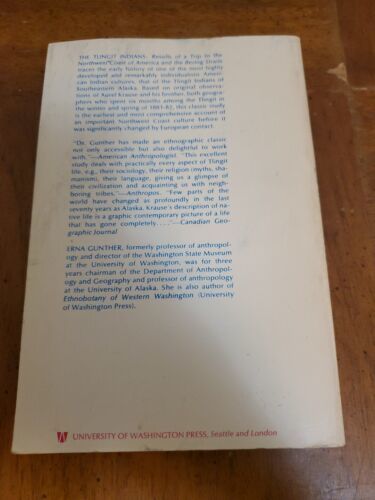 THE TLINGIT INDIANS: Results of a Trip to the
Northwest Coast of America and the Bering Straits
traces the early history of one of the most highly
developed and remarkably individualistic Ameri-
can Indian cultures, that of the Tlingit Indians of
Southeastern Alaska. Based on original observa-
tions of Aurel Krause and his brother, both geogra-
phers who spent six months among the Tlingit in
the winter and spring of 1881-82, this classic study
is the earliest and most comprehensive account of
an important Northwest Coast culture before it
was significantly changed by European contact.
"Dr. Gunther has made an ethnographic classic
not only accessible but also delightful to work
with."—American Anthropologist. "This excellent
study deals with practically every aspect of Tlingit
life, e.g., their sociology, their religion (myths, sha-
manism), their language, giving us a glimpse of
their civilization and acquainting us with neigh-
boring tribes."—Anthropos. "Few parts of the
world have changed as profoundly in the last
seventy years as Alaska. Krause's description of na-
tive life is a graphic contemporary picture of a life
that has gone completely. . . ."—Canadian Geo-
graphic Journal
ERNA GUNTHER, formerly professor of anthropol-
ogy and director of the Washington State Museum
at the University of Washington, was for three
years chairman of the Department of Anthropol-
ogy and Geography and professor of anthropology
at the University of Alaska. She is also author of
Ethnobotany of Western Washington (University
of Washington Press).
W UNIVERSITY OF WASHINGTON PRESS, Seattle and London